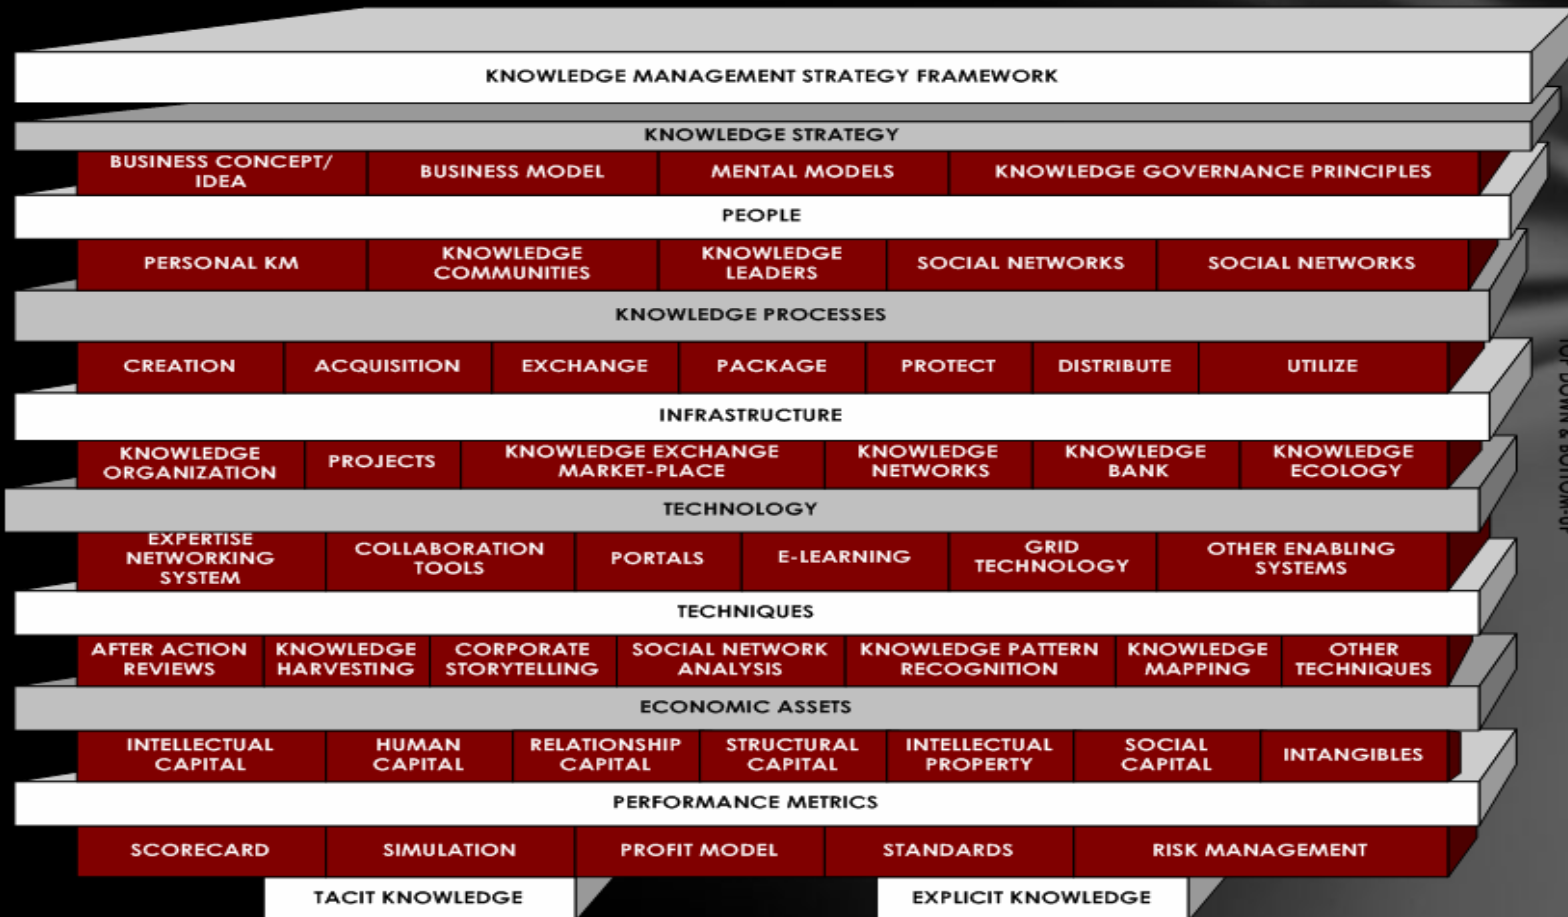 KNOWLEDGE MANAGEMENT STRATEGY FRAMEWORK
KNOWLEDGE STRATEGY
BUSINESS CONCEPT/
IDEA
BUSINESS MODEL
MENTAL MODELS
KNOWLEDGE GOVERNANCE PRINCIPLES
PEOPLE
PERSONAL KM
KNOWLEDGE
COMMUNITIES
KNOWLEDGE
LEADERS
SOCIAL NETWORKS
SOCIAL NETWORKS
KNOWLEDGE PROCESSES
CREATION
ACQUISITION
EXCHANGE
PACKAGE
PROTECT
DISTRIBUTE
UTILIZE
INFRASTRUCTURE
KNOWLEDGE
ORGANIZATION
PROJECTS
KNOWLEDGE EXCHANGE
MARKET-PLACE
KNOWLEDGE
NETWORKS
KNOWLEDGE
BANK
KNOWLEDGE
ECOLOGY
TECHNOLOGY
EXPERTISE
NETWORKING
SYSTEM
COLLABORATION
TOOLS
PORTALS
E-LEARNING
GRID
TECHNOLOGY
OTHER ENABLING
SYSTEMS
TECHNIQUES
AFTER ACTION
REVIEWS
KNOWLEDGE
HARVESTING
CORPORATE
STORYTELLING
SOCIAL NETWORK
ANALYSIS
KNOWLEDGE PATTERN
RECOGNITION
KNOWLEDGE
MAPPING
OTHER
TECHNIQUES
ECONOMIC ASSETS
INTELLECTUAL
CAPITAL
HUMAN
CAPITAL
RELATIONSHIP
CAPITAL
STRUCTURAL
CAPITAL
INTELLECTUAL
PROPERTY
SOCIAL
CAPITAL
INTANGIBLES
PERFORMANCE METRICS
SCORECARD
SIMULATION
PROFIT MODEL
STANDARDS
RISK MANAGEMENT
TACIT KNOWLEDGE
EXPLICIT KNOWLEDGE
TOP DOWN & BOTTOM-UP